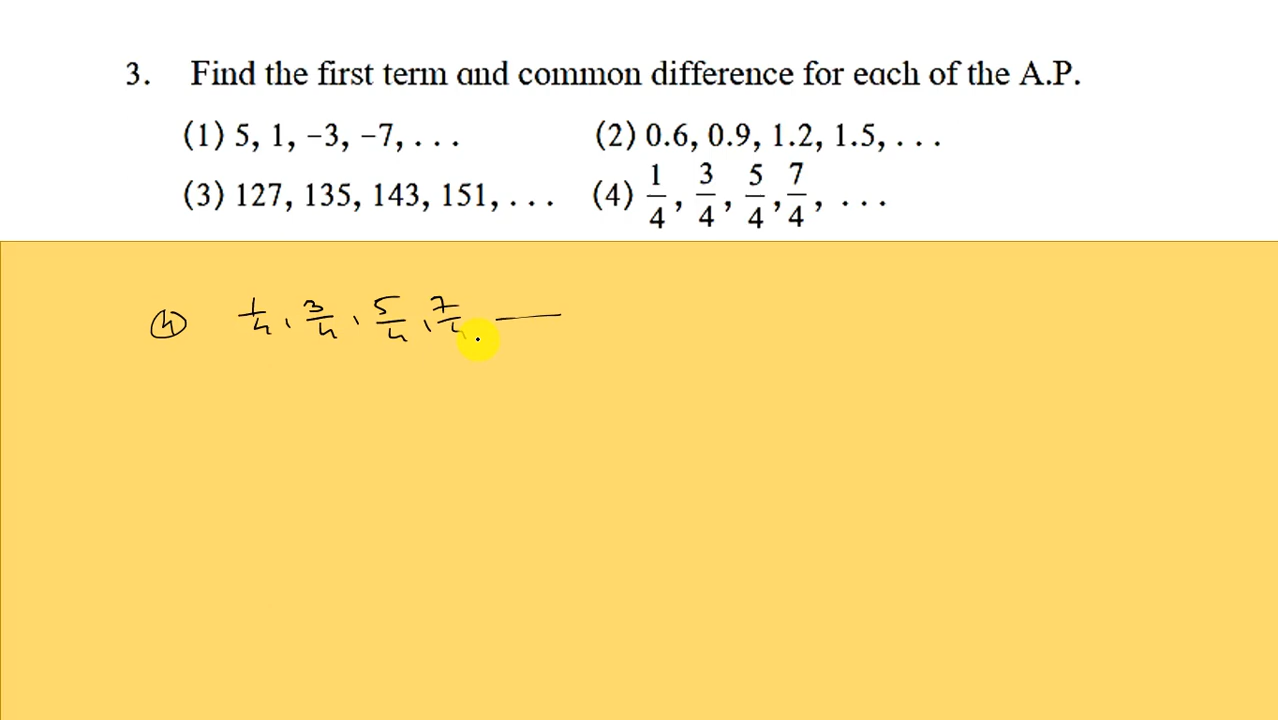 3. Find the first term and common difference for each of the A.P.
(1) 5, 1, −3, −7, . . . (2) 0.6, 0.9, 1.2, 1.5, . . .
(3) 127, 135, 143, 151, . . . (4) 1/4, 3/4, 5/4, 7/4, . . .
④ 1/4, 3/4, 5/4, 7/4, —